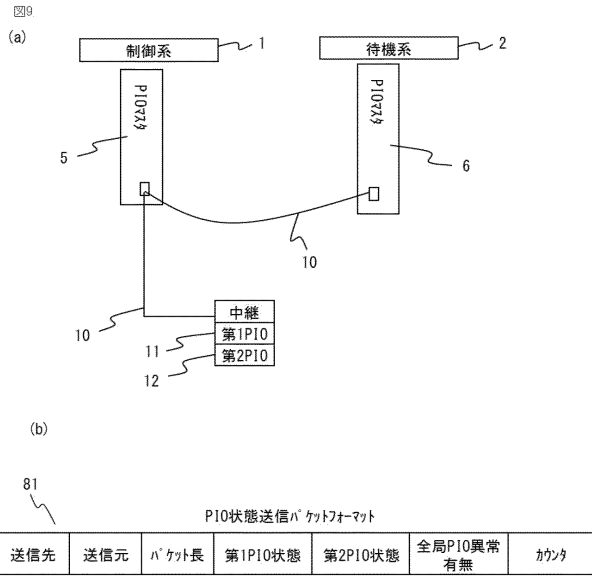 図9
(a)
制御系
1
待機系
2
PIOマスタ
5
PIOマスタ
6
10
10
中継
第1PIO
11
第2PIO
12
(b)
81
PIO状態送信パケットフォーマット
送信先 送信元 パケット長 第1PIO状態 第2PIO状態 全局PIO異常 カウンタ
有無